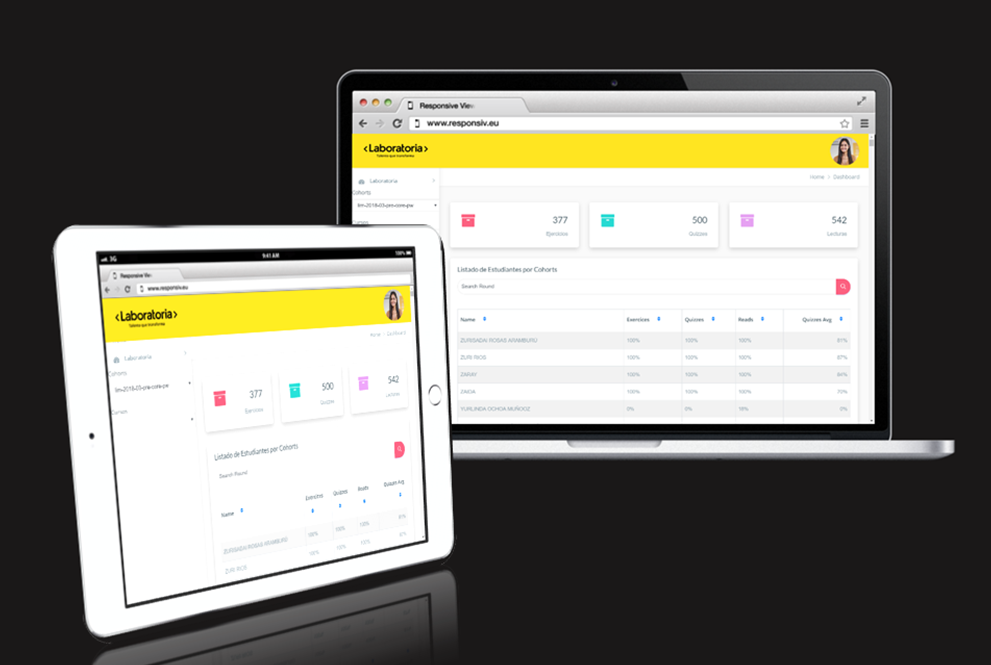 Responsive View
www.responsiv.eu
<Laboratoria>
Talento que transforma
Home > Dashboard
Laboratoria
Cohorts
lim-2018-03-pre-core-pw
Cursos
377
Ejercicios
500
Quizzes
542
Lecturas
Listado de Estudiantes por Cohorts
Search Round
Name Exercises Quizzes Reads Quizzes Avg
ZURISADAI ROSAS ARAMBURÚ 100% 100% 100% 81%
ZURI RIOS 100% 100% 100% 87%
ZARAY 100% 100% 100% 84%
ZAIDA 100% 100% 100% 70%
YURLINDA OCHOA MUÑOOZ 0% 0% 18% 0%
3G 9:41 AM 100%
Responsive View
www.responsiv.eu
<Laboratoria>
Talento que transforma
Home Dashboard
Laboratoria
Cohorts
lim-2018-03-pre-core-pw
Cursos
377
Ejercicios
500
Quizzes
542
Lecturas
Listado de Estudiantes por Cohorts
Search Round
Name Exercises Quizzes Reads Quizzes Avg
ZURISADAI ROSAS ARAMBURÚ 100% 100% 100% 81%
ZURI RIOS 100% 100% 100%